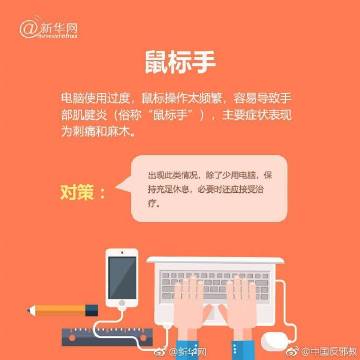 @新华网
鼠标手
电脑使用过度，鼠标操作太频繁，容易导致手
部肌腱炎（俗称“鼠标手”），主要症状表现
为刺痛和麻木。
对策：
出现此类情况，除了少用电脑，保
持充足休息，必要时还应接受治
疗。
@新华网 @中国反邪教